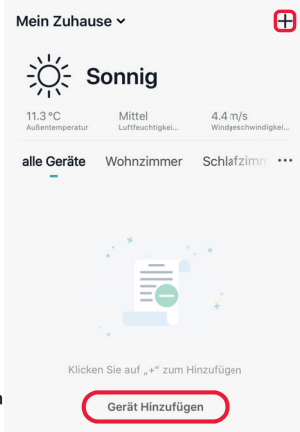 Mein Zuhause
Sonnig
11.3 °C Mittel 4.4 m/s
Außentemperatur Luftfeuchtigkei... Windgeschwindigkei...
alle Geräte Wohnzimmer Schlafzimm ...
Klicken Sie auf „+“ zum Hinzufügen
n
Gerät Hinzufügen